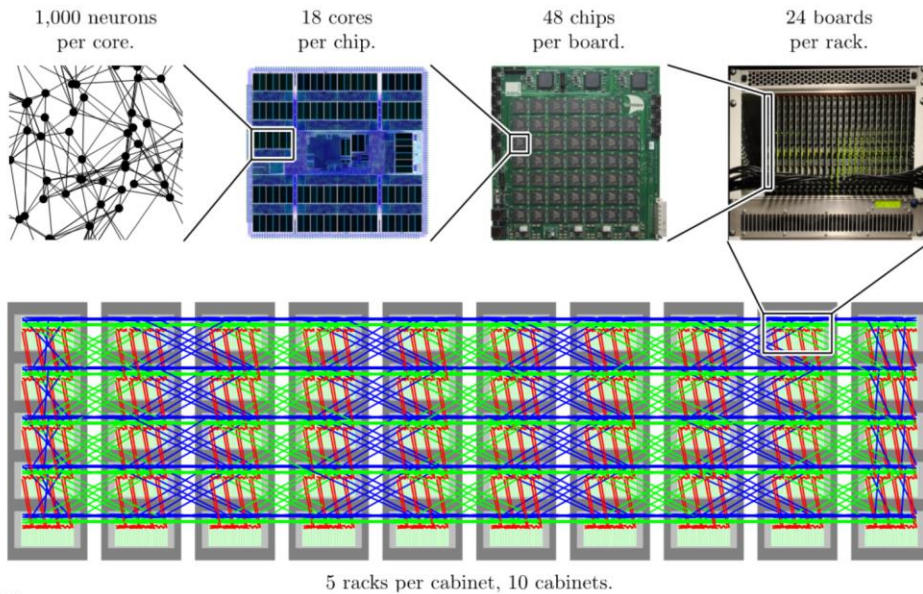 1,000 neurons
per core.
18 cores
per chip.
48 chips
per board.
24 boards
per rack.
5 racks per cabinet, 10 cabinets.